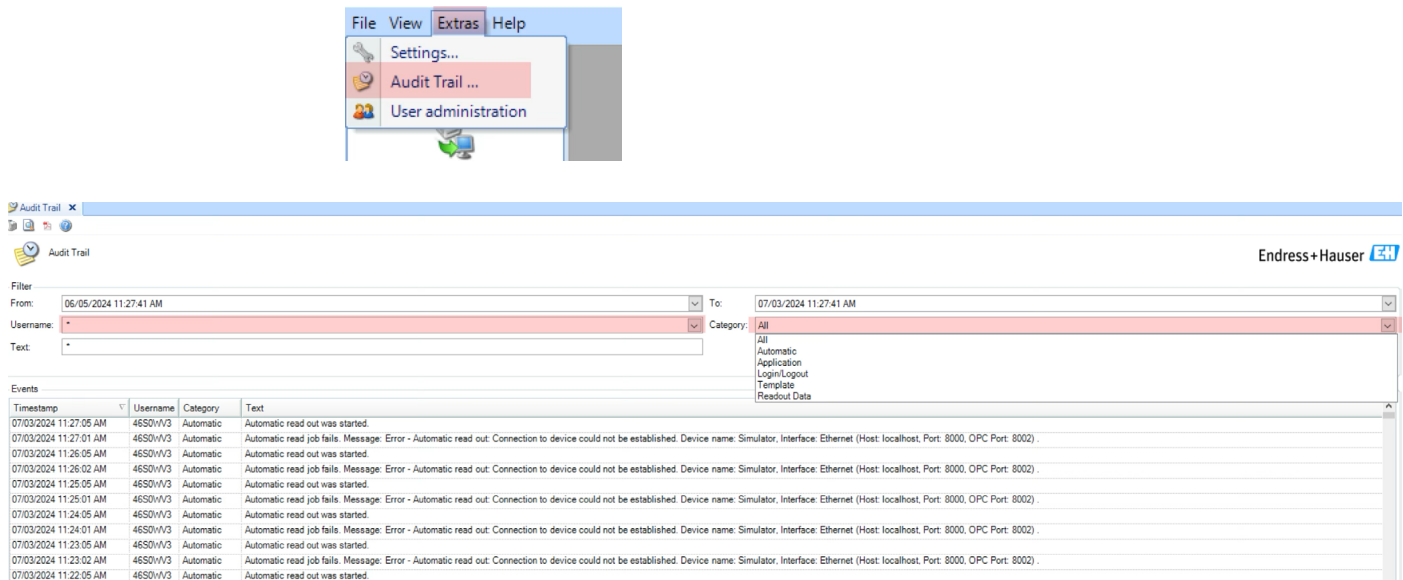 File View Extras Help
Settings...
Audit Trail ...
User administration
Audit Trail
Audit Trail
Endress+Hauser EH
Filter
From: 06/05/2024 11:27:41 AM To: 07/03/2024 11:27:41 AM
Username: * Category: All
Text: *
All
Automatic
Application
Login/Logout
Template
Readout Data
Events
Timestamp Username Category Text
07/03/2024 11:27:05 AM 46S0WV3 Automatic Automatic read out was started.
07/03/2024 11:27:01 AM 46S0WV3 Automatic Automatic read job fails. Message: Error - Automatic read out: Connection to device could not be established. Device name: Simulator, Interface: Ethernet (Host: localhost, Port: 8000, OPC Port: 8002) .
07/03/2024 11:26:05 AM 46S0WV3 Automatic Automatic read out was started.
07/03/2024 11:26:02 AM 46S0WV3 Automatic Automatic read job fails. Message: Error - Automatic read out: Connection to device could not be established. Device name: Simulator, Interface: Ethernet (Host: localhost, Port: 8000, OPC Port: 8002) .
07/03/2024 11:25:05 AM 46S0WV3 Automatic Automatic read out was started.
07/03/2024 11:25:01 AM 46S0WV3 Automatic Automatic read job fails. Message: Error - Automatic read out: Connection to device could not be established. Device name: Simulator, Interface: Ethernet (Host: localhost, Port: 8000, OPC Port: 8002) .
07/03/2024 11:24:05 AM 46S0WV3 Automatic Automatic read out was started.
07/03/2024 11:24:01 AM 46S0WV3 Automatic Automatic read job fails. Message: Error - Automatic read out: Connection to device could not be established. Device name: Simulator, Interface: Ethernet (Host: localhost, Port: 8000, OPC Port: 8002) .
07/03/2024 11:23:05 AM 46S0WV3 Automatic Automatic read out was started.
07/03/2024 11:23:02 AM 46S0WV3 Automatic Automatic read job fails. Message: Error - Automatic read out: Connection to device could not be established. Device name: Simulator, Interface: Ethernet (Host: localhost, Port: 8000, OPC Port: 8002) .
07/03/2024 11:22:05 AM 46S0WV3 Automatic Automatic read out was started.